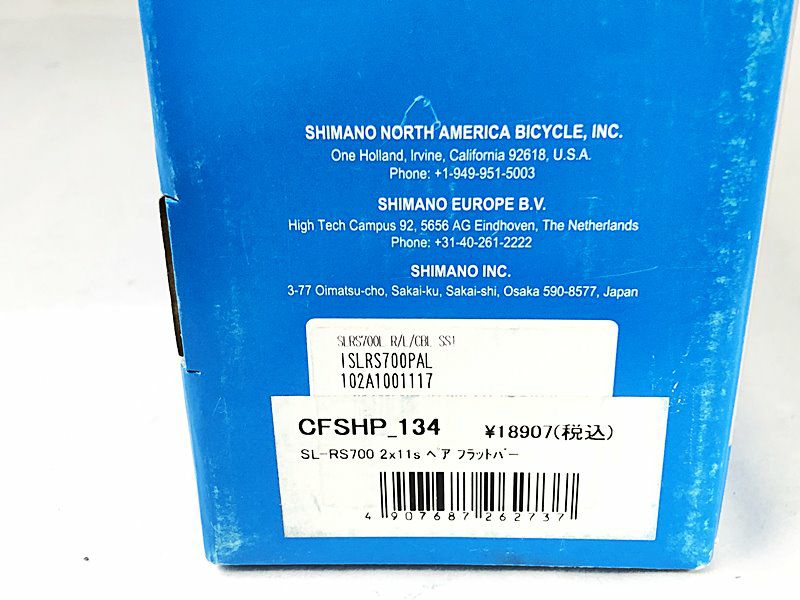 SHIMANO NORTH AMERICA BICYCLE, INC.
One Holland, Irvine, California 92618, U.S.A.
Phone: +1-949-951-5003
SHIMANO EUROPE B.V.
High Tech Campus 92, 5656 AG Eindhoven, The Netherlands
Phone: +31-40-261-2222
SHIMANO INC.
3-77 Oimatsu-cho, Sakai-ku, Sakai-shi, Osaka 590-8577, Japan
SLRS700L R/L/CBL
ISLRS700PAL
102A1001117
CFSHP_134 ¥18907(税込)
SL-RS700 2x11s ﾍﾟｱ ﾌﾗｯﾄﾊﾞｰ
4 907687 262737